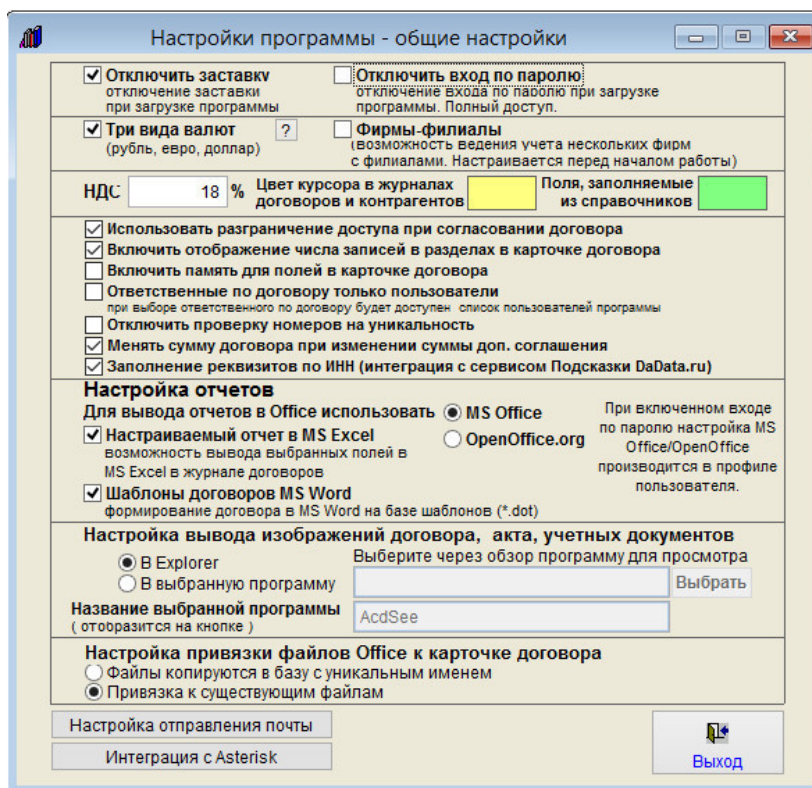 Настройки программы - общие настройки
Отключить заставку
отключение заставки
при загрузке программы
Отключить вход по паролю
отключение входа по паролю при загрузке
программы. Полный доступ.
Три вида валют
?
(рубль, евро, доллар)
Фирмы-филиалы
(возможность ведения учета нескольких фирм
с филиалами. Настраивается перед началом работы)
НДС 18 %
Цвет курсора в журналах
договоров и контрагентов
Поля, заполняемые
из справочников
Использовать разграничение доступа при согласовании договора
Включить отображение числа записей в разделах в карточке договора
Включить память для полей в карточке договора
Ответственные по договору только пользователи
при выборе ответственного по договору будет доступен список пользователей программы
Отключить проверку номеров на уникальность
Менять сумму договора при изменении суммы доп. соглашения
Заполнение реквизитов по ИНН (интеграция с сервисом Подсказки DaData.ru)
Настройка отчетов
Для вывода отчетов в Office использовать
MS Office
OpenOffice.org
Настраиваемый отчет в MS Excel
возможность вывода выбранных полей в
MS Excel в журнале договоров
Шаблоны договоров MS Word
формирование договора в MS Word на базе шаблонов (*.dot)
При включенном входе
по паролю настройка MS
Office/OpenOffice
производится в профиле
пользователя.
Настройка вывода изображений договора, акта, учетных документов
В Explorer
В выбранную программу
Выберите через обзор программу для просмотра
Выбрать
Название выбранной программы
( отобразится на кнопке )
AcdSee
Настройка привязки файлов Office к карточке договора
Файлы копируются в базу с уникальным именем
Привязка к существующим файлам
Настройка отправления почты
Интеграция с Asterisk
Выход